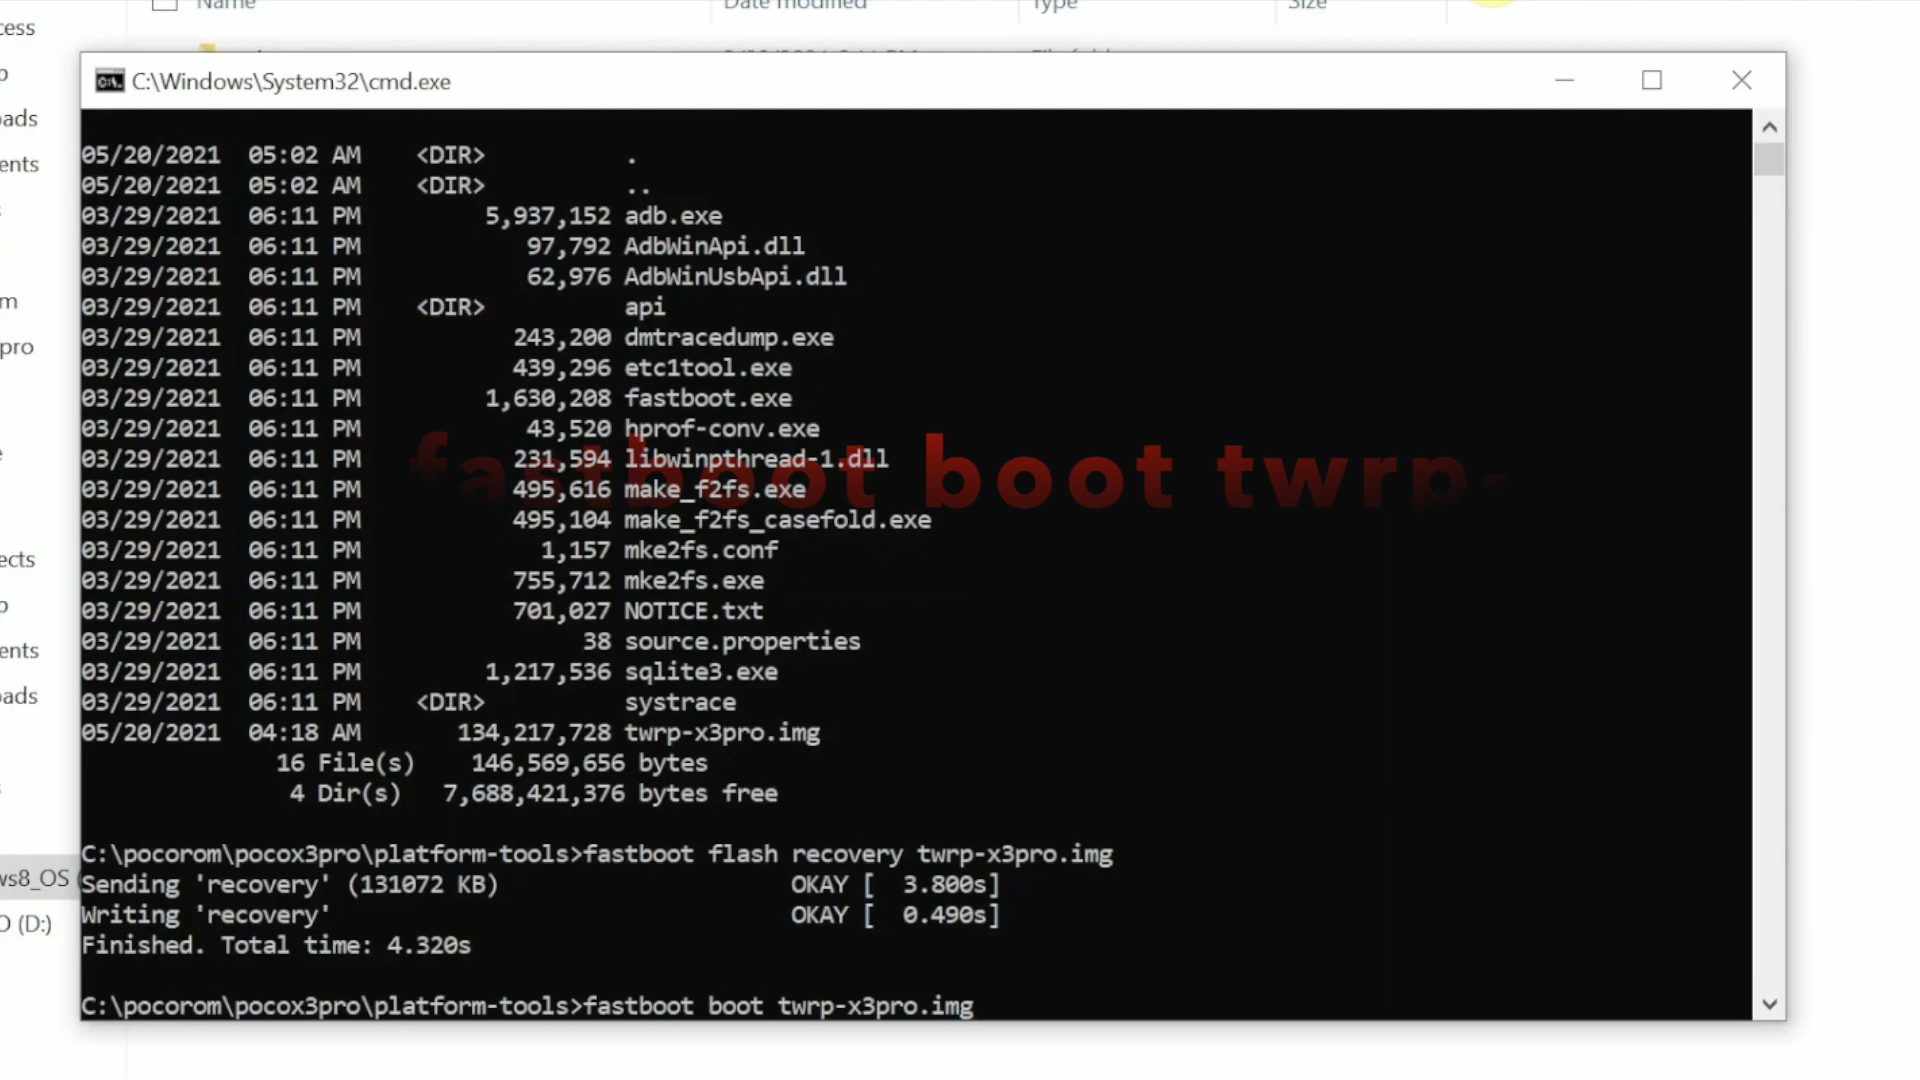 Name Date modified Type Size
cess
C:\Windows\System32\cmd.exe
p
oads
ents
m
pro
e
ects
p
ents
oads
ws8_OS (
O (D:)
05/20/2021 05:02 AM <DIR> .
05/20/2021 05:02 AM <DIR> ..
03/29/2021 06:11 PM 5,937,152 adb.exe
03/29/2021 06:11 PM 97,792 AdbWinApi.dll
03/29/2021 06:11 PM 62,976 AdbWinUsbApi.dll
03/29/2021 06:11 PM <DIR> api
03/29/2021 06:11 PM 243,200 dmtracedump.exe
03/29/2021 06:11 PM 439,296 etc1tool.exe
03/29/2021 06:11 PM 1,630,208 fastboot.exe
03/29/2021 06:11 PM 43,520 hprof-conv.exe
03/29/2021 06:11 PM 231,594 libwinpthread-1.dll
03/29/2021 06:11 PM 495,616 make_f2fs.exe
03/29/2021 06:11 PM 495,104 make_f2fs_casefold.exe
03/29/2021 06:11 PM 1,157 mke2fs.conf
03/29/2021 06:11 PM 755,712 mke2fs.exe
03/29/2021 06:11 PM 701,027 NOTICE.txt
03/29/2021 06:11 PM 38 source.properties
03/29/2021 06:11 PM 1,217,536 sqlite3.exe
03/29/2021 06:11 PM <DIR> systrace
05/20/2021 04:18 AM 134,217,728 twrp-x3pro.img
16 File(s) 146,569,656 bytes
4 Dir(s) 7,688,421,376 bytes free
C:\pocorom\pocox3pro\platform-tools>fastboot flash recovery twrp-x3pro.img
Sending 'recovery' (131072 KB) OKAY [ 3.800s]
Writing 'recovery' OKAY [ 0.490s]
Finished. Total time: 4.320s
C:\pocorom\pocox3pro\platform-tools>fastboot boot twrp-x3pro.img
fastboot boot twrp-